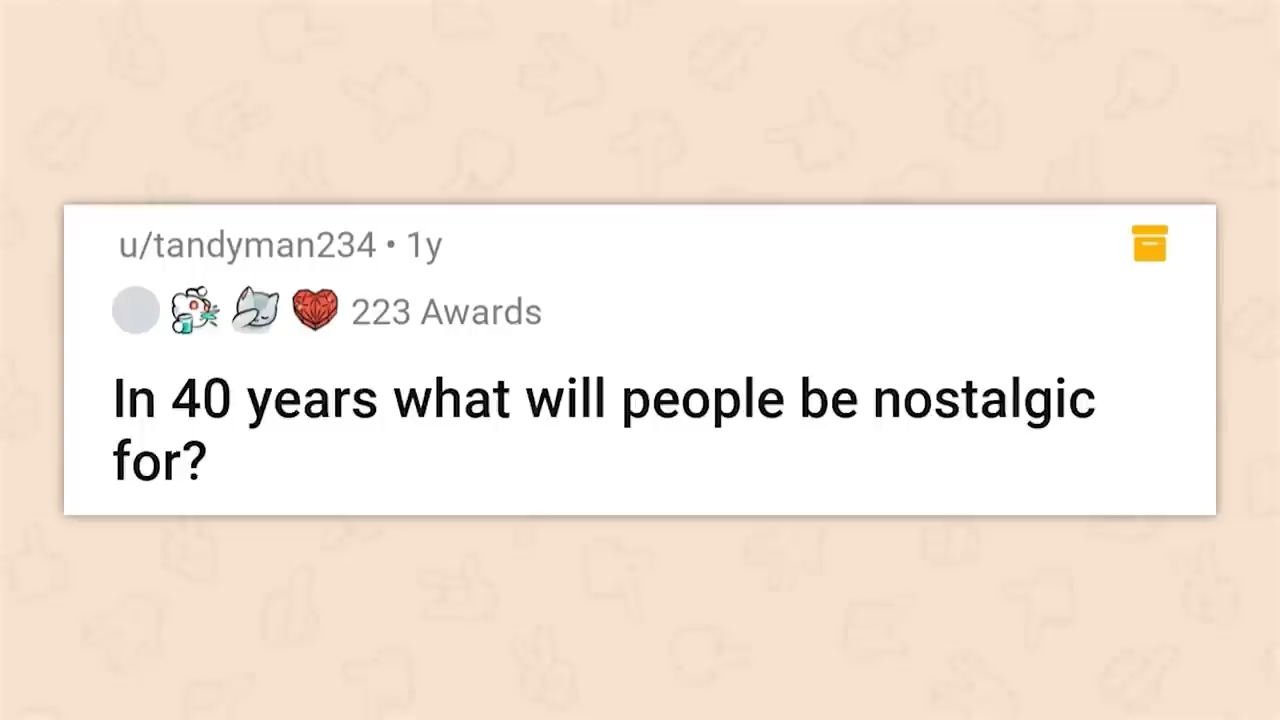 u/tandyman234 • 1y
223 Awards
In 40 years what will people be nostalgic
for?